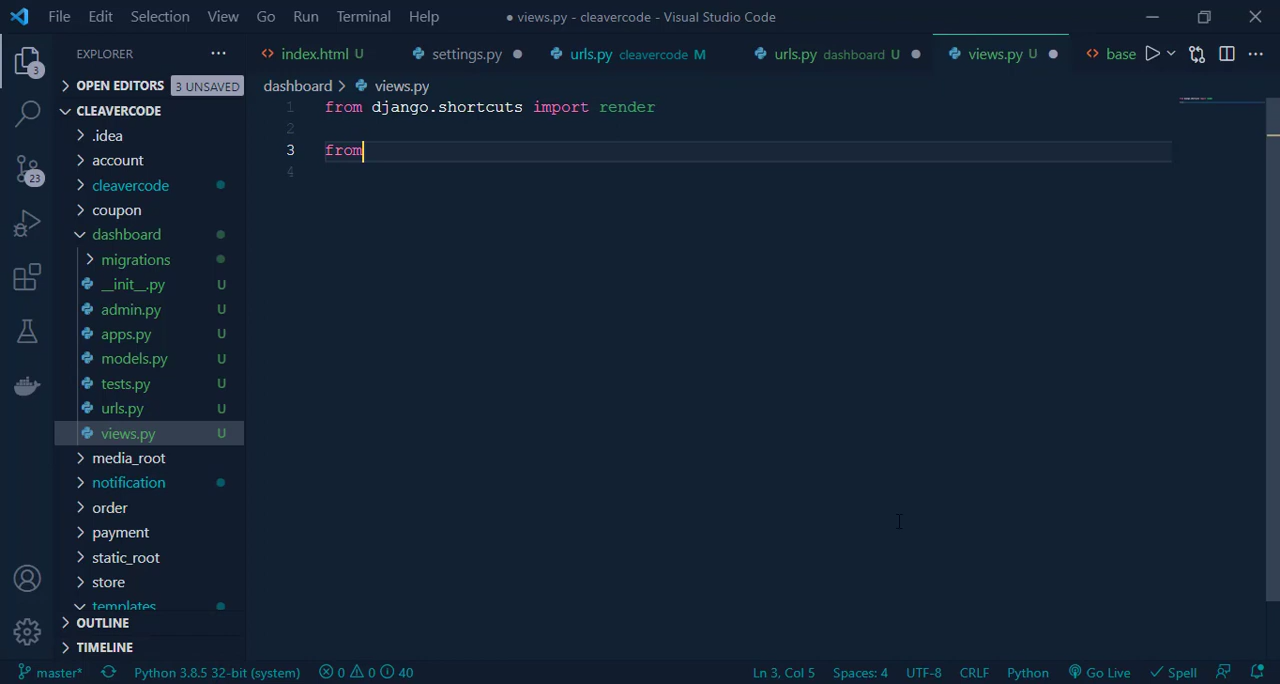 File Edit Selection View Go Run Terminal Help ● views.py - cleavercode - Visual Studio Code
EXPLORER ···
index.html U settings.py ● urls.py cleavercode M urls.py dashboard U ● views.py U ● base
OPEN EDITORS 3 UNSAVED
dashboard > views.py
CLEAVERCODE
.idea
account
cleavercode
coupon
dashboard
migrations
__init__.py U
admin.py U
apps.py U
models.py U
tests.py U
urls.py U
views.py U
media_root
notification
order
payment
static_root
store
templates
OUTLINE
TIMELINE
3
23
1 from django.shortcuts import render
2
3 from
4
master* Python 3.8.5 32-bit (system) 0 0 40 Ln 3, Col 5 Spaces: 4 UTF-8 CRLF Python Go Live Spell